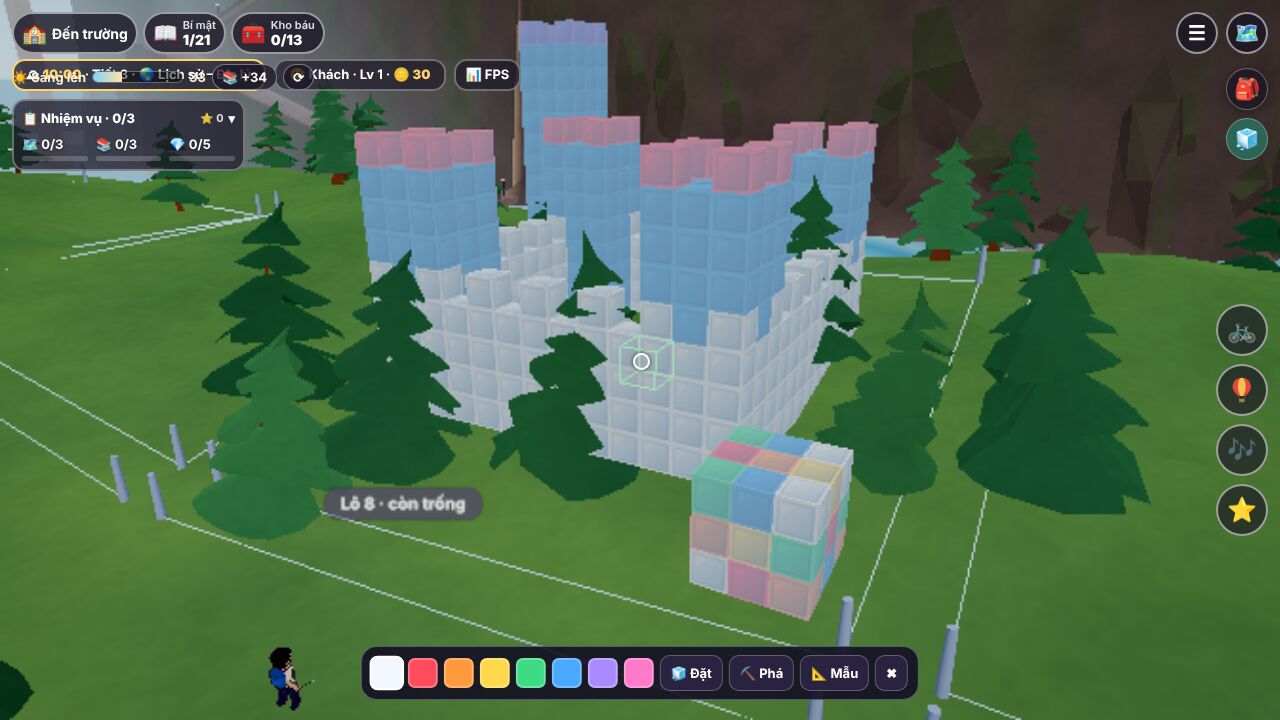 Đến trường
Bí mật
1/21
Kho báu
0/13
+34
Khách · Lv 1 · 30
FPS
Nhiệm vụ · 0/3
0
0/3
0/3
0/5
Lô 8 · còn trống
Đặt
Phá
Mẫu